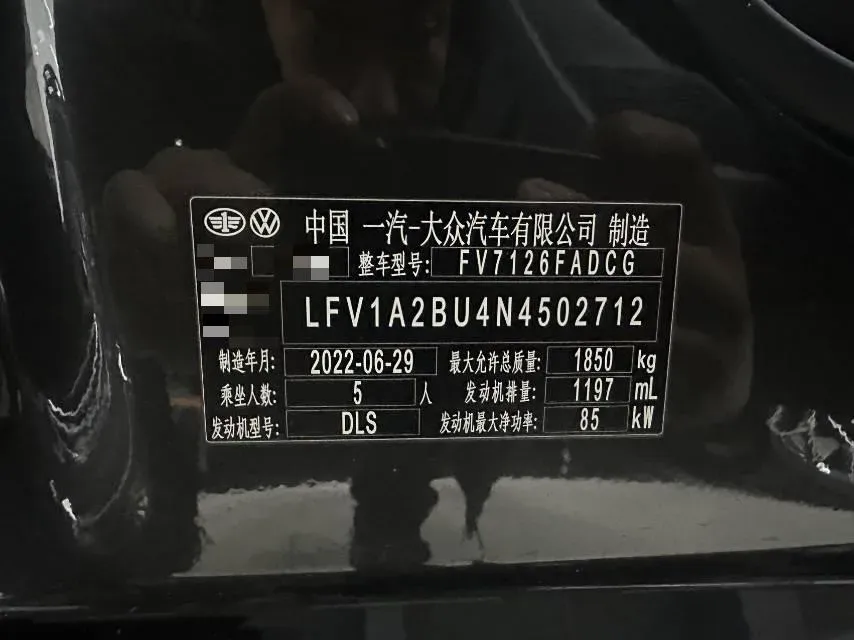 中国 一汽-大众汽车有限公司 制造
整车型号: FV7126FADCG
LFV1A2BU4N4502712
制造年月: 2022-06-29 最大允许总质量: 1850 kg
乘坐人数: 5 人 发动机排量: 1197 mL
发动机型号: DLS 发动机最大净功率: 85 kW